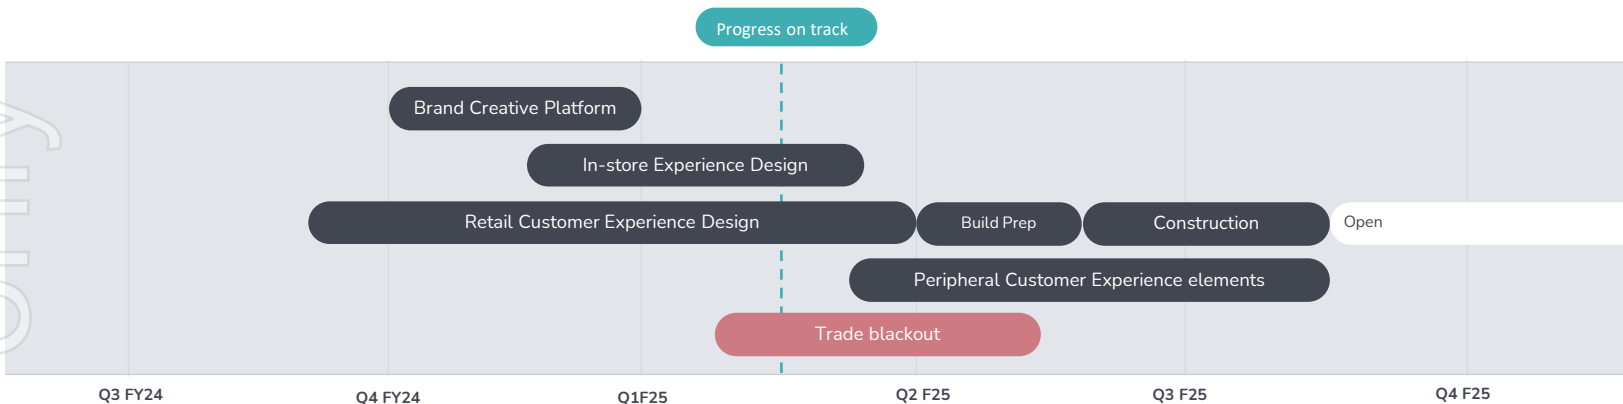 Progress on track
Brand Creative Platform
In-store Experience Design
Retail Customer Experience Design
Build Prep
Construction
Open
Peripheral Customer Experience elements
Trade blackout
Q3 FY24
Q4 FY24
Q1F25
Q2 F25
Q3 F25
Q4 F25